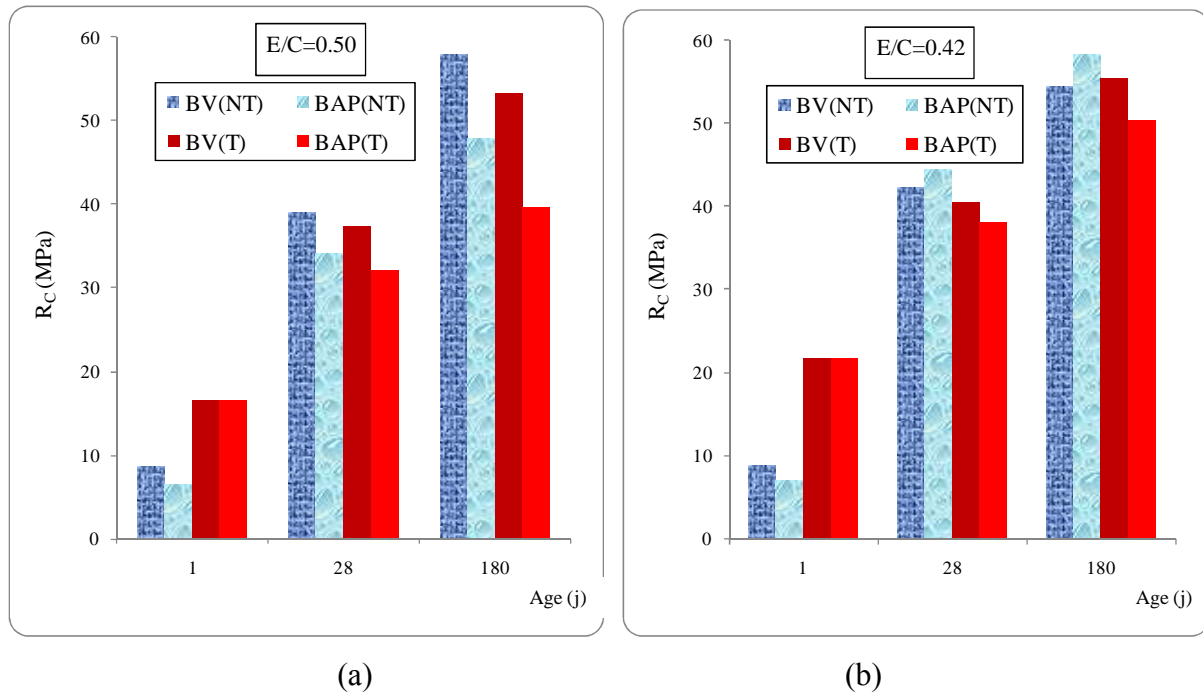 E/C=0.50
BV(NT) BAP(NT)
BV(T) BAP(T)
R_C (MPa)
60
50
40
30
20
10
0
1 28 180
Age (j)
(a)
E/C=0.42
BV(NT) BAP(NT)
BV(T) BAP(T)
R_C (MPa)
60
50
40
30
20
10
0
1 28 180
Age (j)
(b)